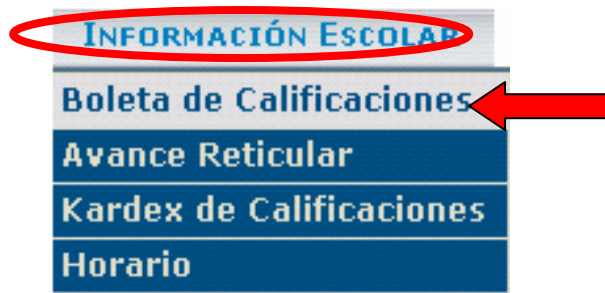 INFORMACIÓN ESCOLAR
Boleta de Calificaciones
Avance Reticular
Kardex de Calificaciones
Horario